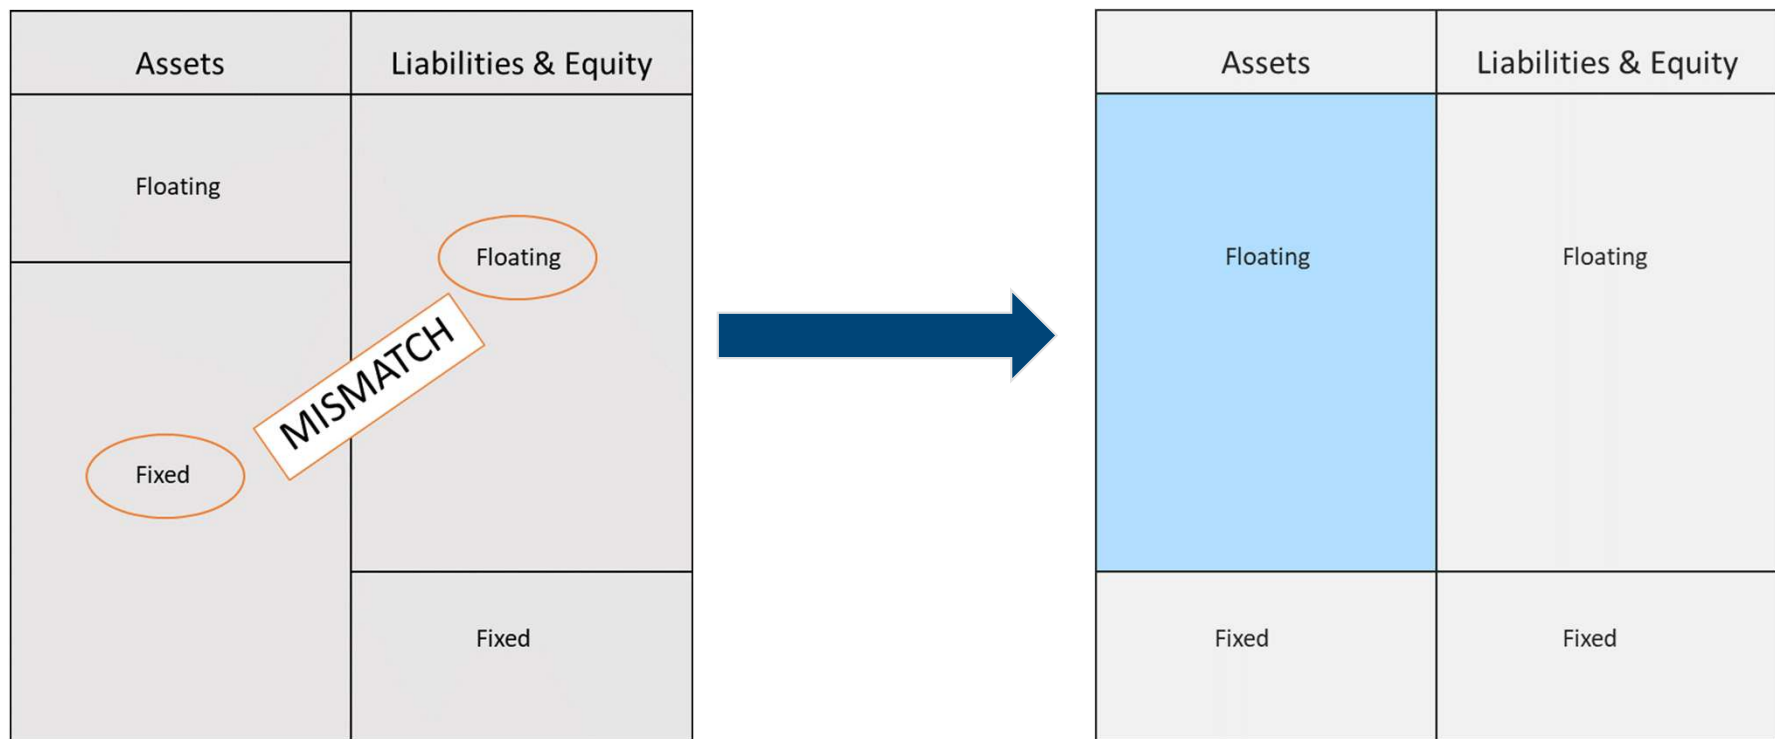 Assets
Liabilities & Equity
Floating
Floating
MISMATCH
Fixed
Fixed
Assets
Liabilities & Equity
Floating
Floating
Fixed
Fixed